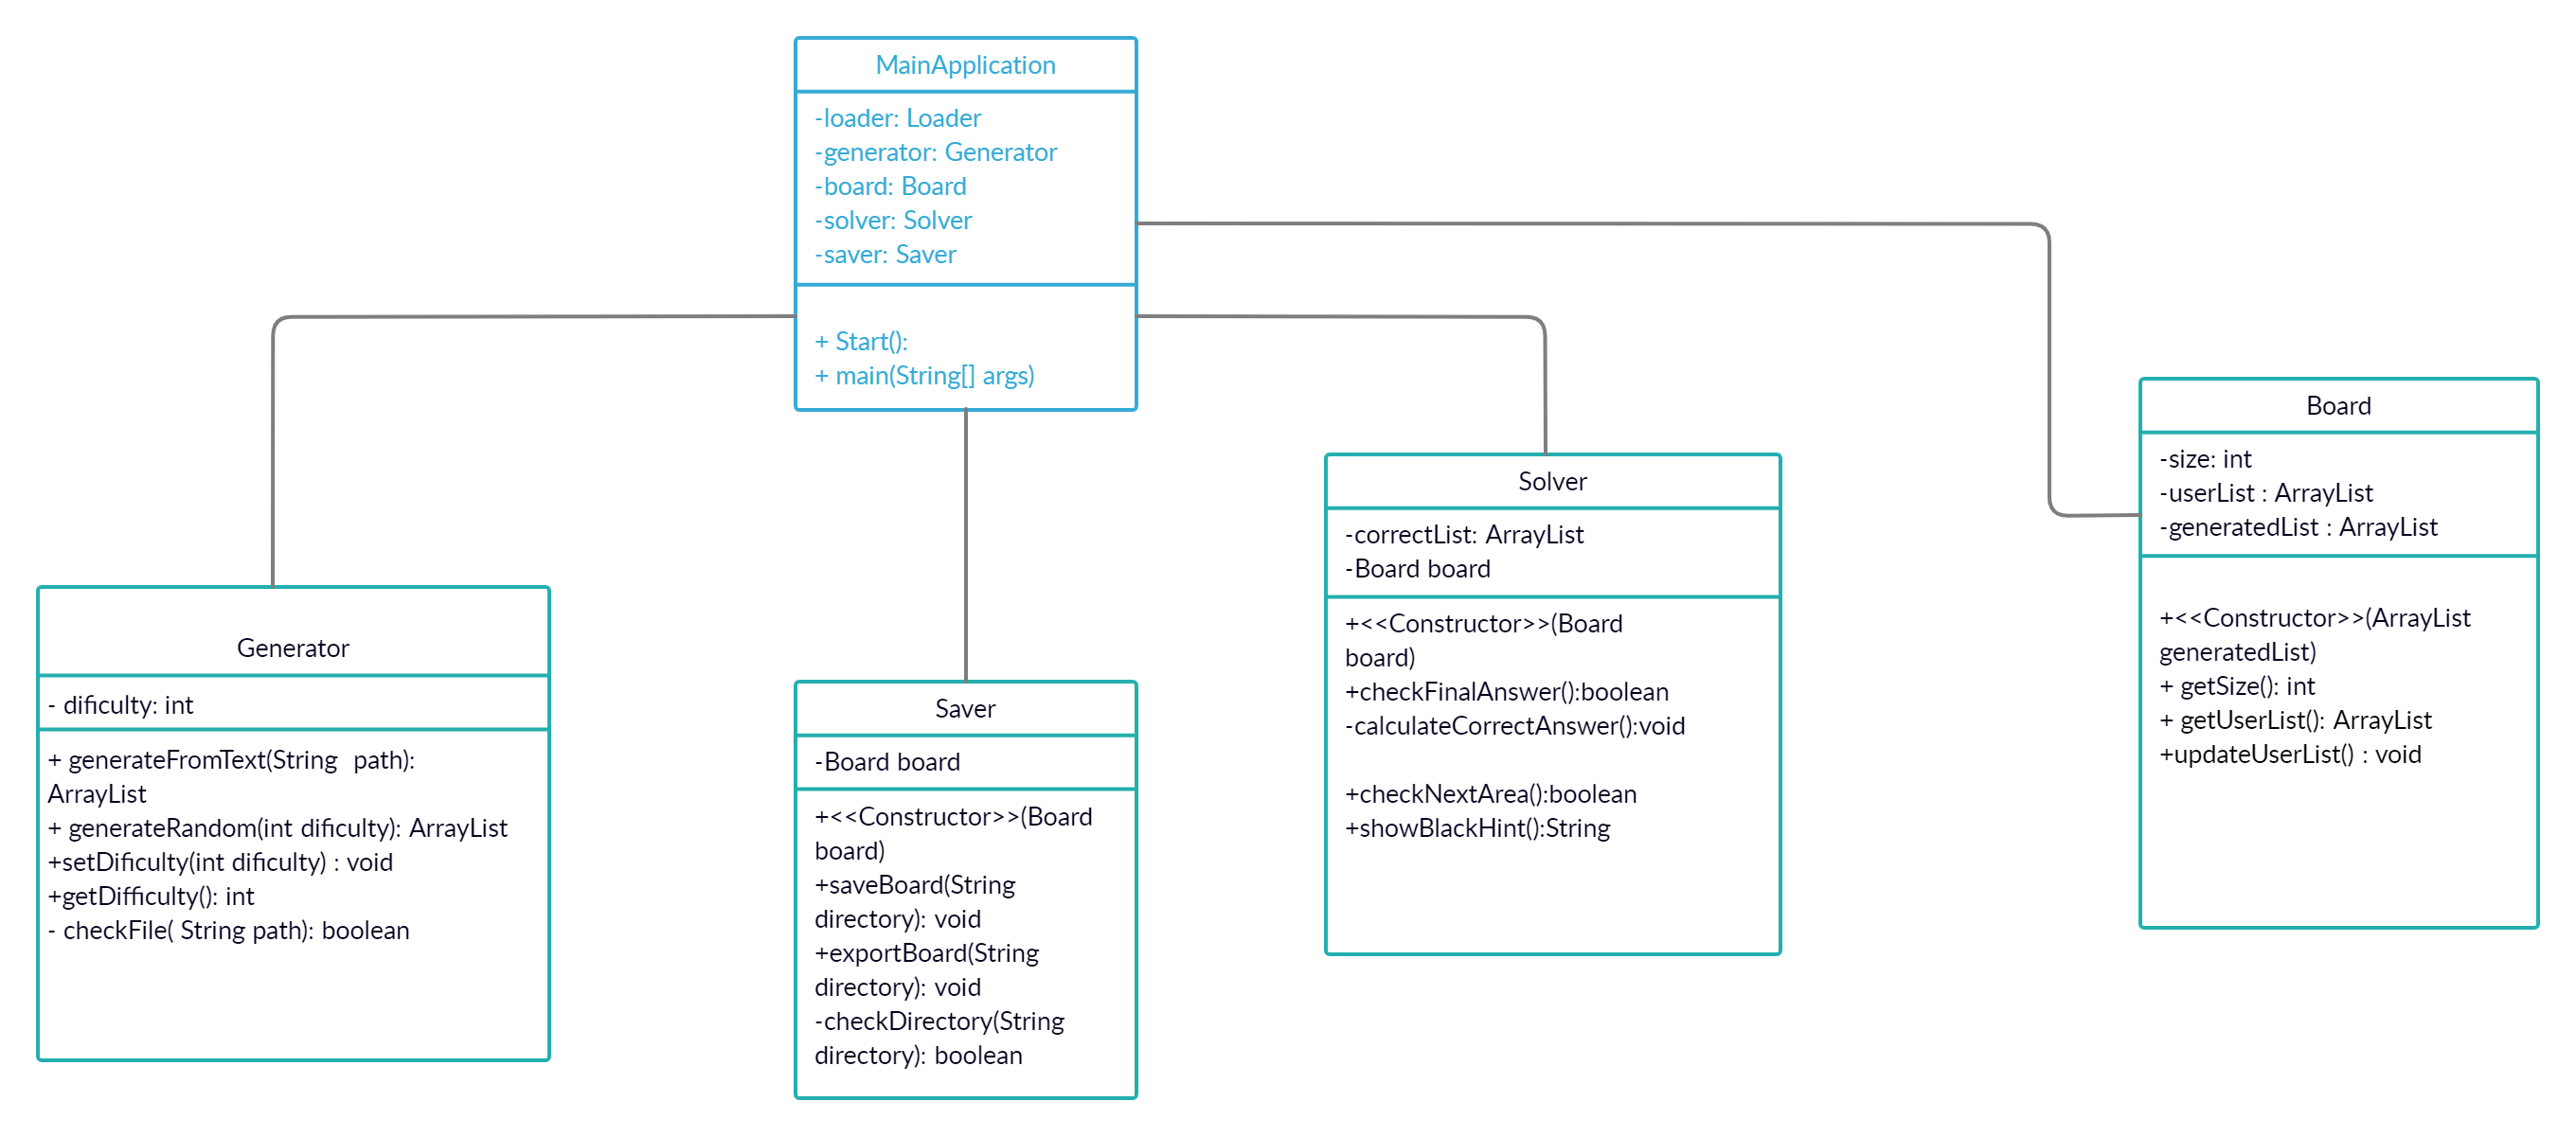 MainApplication
-loader: Loader
-generator: Generator
-board: Board
-solver: Solver
-saver: Saver
+ Start():
+ main(String[] args)
Generator
- dificulty: int
+ generateFromText(String  path):
ArrayList
+ generateRandom(int dificulty): ArrayList
+setDificulty(int dificulty) : void
+getDifficulty(): int
- checkFile( String path): boolean
Saver
-Board board
+<<Constructor>>(Board
board)
+saveBoard(String
directory): void
+exportBoard(String
directory): void
-checkDirectory(String
directory): boolean
Solver
-correctList: ArrayList
-Board board
+<<Constructor>>(Board
board)
+checkFinalAnswer():boolean
-calculateCorrectAnswer():void
+checkNextArea():boolean
+showBlackHint():String
Board
-size: int
-userList : ArrayList
-generatedList : ArrayList
+<<Constructor>>(ArrayList
generatedList)
+ getSize(): int
+ getUserList(): ArrayList
+updateUserList() : void